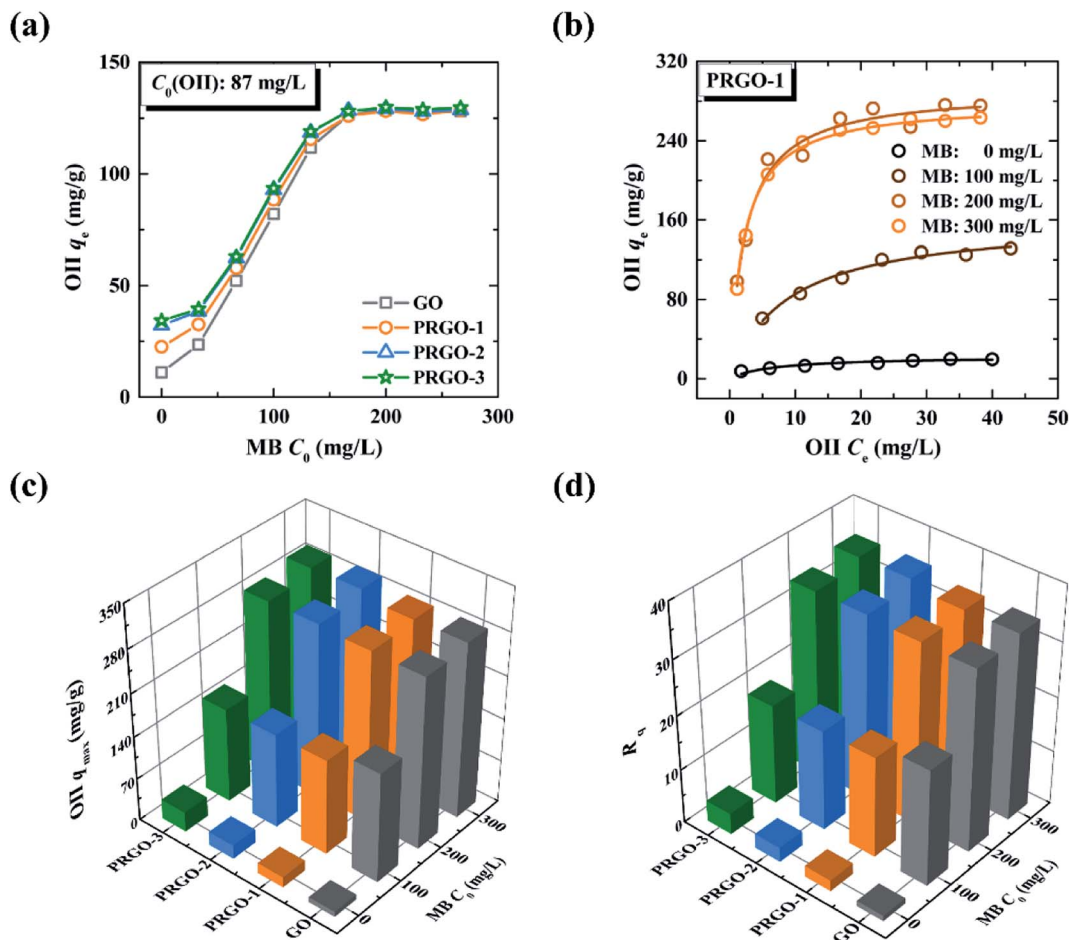 (a)
150
100
50
0
OII qe (mg/g)
C0(OII): 87 mg/L
GO
PRGO-1
PRGO-2
PRGO-3
0 100 200 300
MB C0 (mg/L)
(b)
320
240
160
80
0
OII qe (mg/g)
PRGO-1
MB: 0 mg/L
MB: 100 mg/L
MB: 200 mg/L
MB: 300 mg/L
0 10 20 30 40 50
OII Ce (mg/L)
(c)
350
280
210
140
70
0
OII qmax (mg/g)
PRGO-3
PRGO-2
PRGO-1
GO
0
100
200
300
MB C0 (mg/L)
(d)
40
30
20
10
0
Rq
PRGO-3
PRGO-2
PRGO-1
GO
0
100
200
300
MB C0 (mg/L)